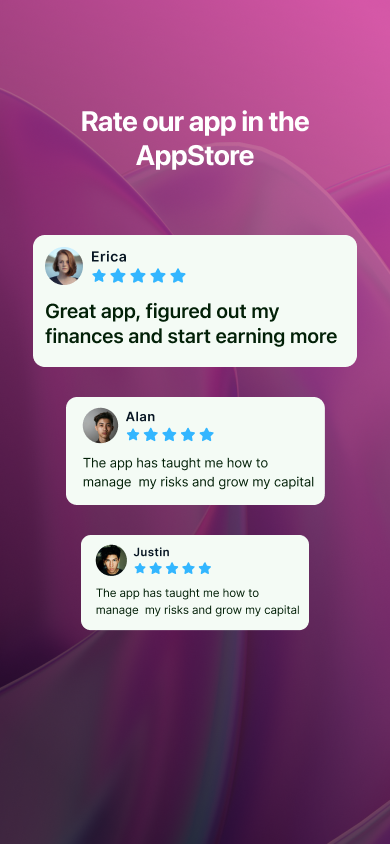 Rate our app in the
AppStore
Erica
Great app, figured out my
finances and start earning more
Alan
The app has taught me how to
manage  my risks and grow my capital
Justin
The app has taught me how to
manage  my risks and grow my capital